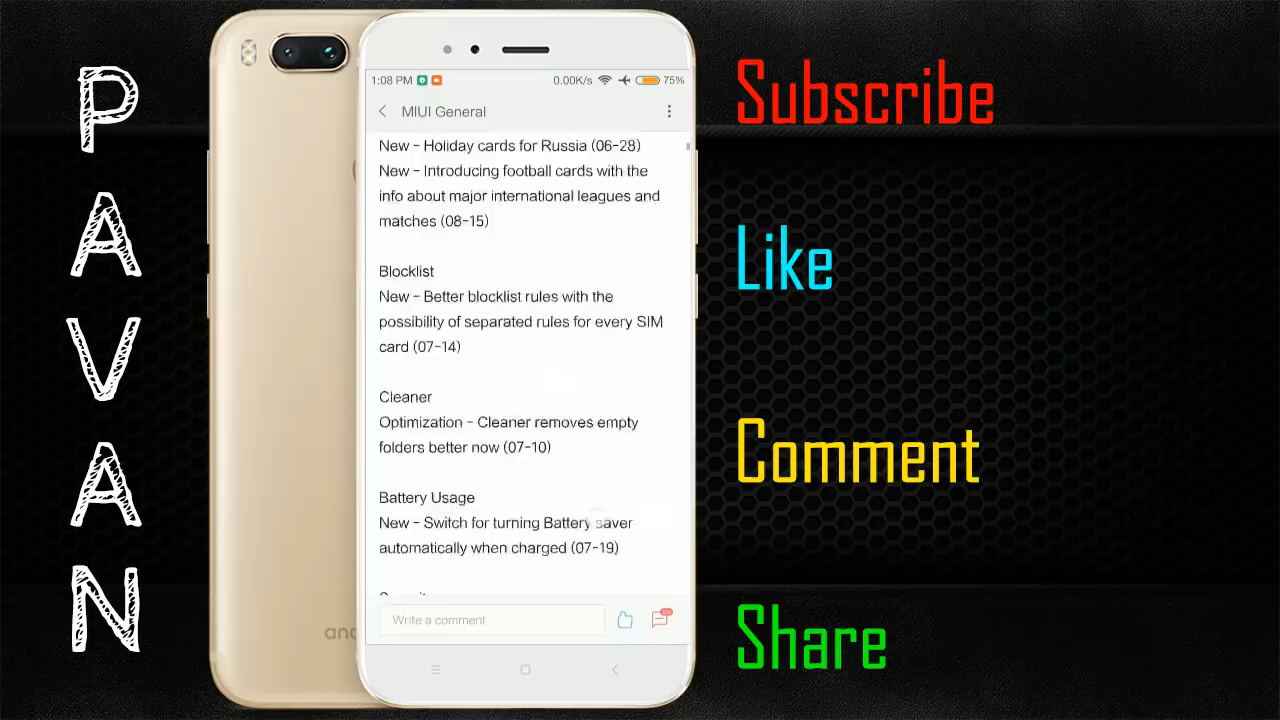 PAVAN
1:08 PM
0.00K/s
75%
MIUI General
New - Holiday cards for Russia (06-28)
New - Introducing football cards with the
info about major international leagues and
matches (08-15)
Blocklist
New - Better blocklist rules with the
possibility of separated rules for every SIM
card (07-14)
Cleaner
Optimization - Cleaner removes empty
folders better now (07-10)
Battery Usage
New - Switch for turning Battery saver
automatically when charged (07-19)
Write a comment
Subscribe
Like
Comment
Share